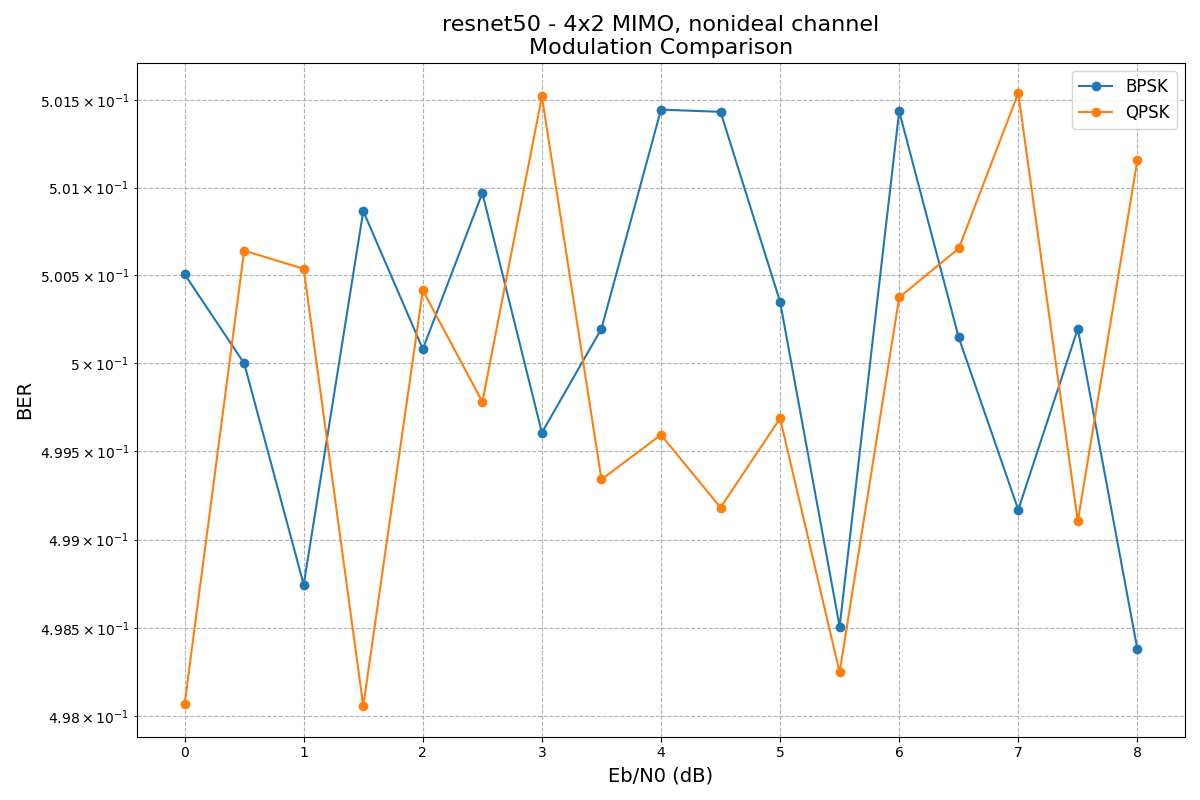 resnet50 - 4x2 MIMO, nonideal channel
Modulation Comparison
BPSK
QPSK
BER
5.015 × 10⁻¹
5.01 × 10⁻¹
5.005 × 10⁻¹
5 × 10⁻¹
4.995 × 10⁻¹
4.99 × 10⁻¹
4.985 × 10⁻¹
4.98 × 10⁻¹
0 1 2 3 4 5 6 7 8
Eb/N0 (dB)